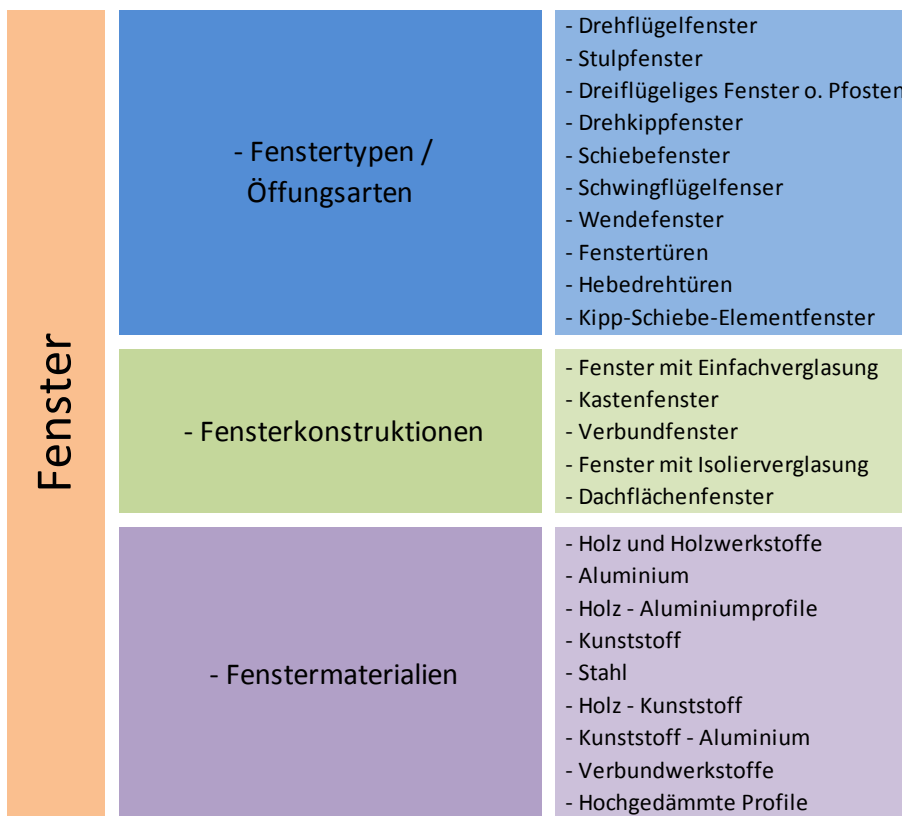 Fenster
- Fenstertypen /
Öffungsarten
- Drehflügelfenster
- Stulpfenster
- Dreiflügeliges Fenster o. Pfosten
- Drehkippfenster
- Schiebefenster
- Schwingflügelfenser
- Wendefenster
- Fenstertüren
- Hebedrehtüren
- Kipp-Schiebe-Elementfenster
- Fensterkonstruktionen
- Fenster mit Einfachverglasung
- Kastenfenster
- Verbundfenster
- Fenster mit Isolierverglasung
- Dachflächenfenster
- Fenstermaterialien
- Holz und Holzwerkstoffe
- Aluminium
- Holz - Aluminiumprofile
- Kunststoff
- Stahl
- Holz - Kunststoff
- Kunststoff - Aluminium
- Verbundwerkstoffe
- Hochgedämmte Profile